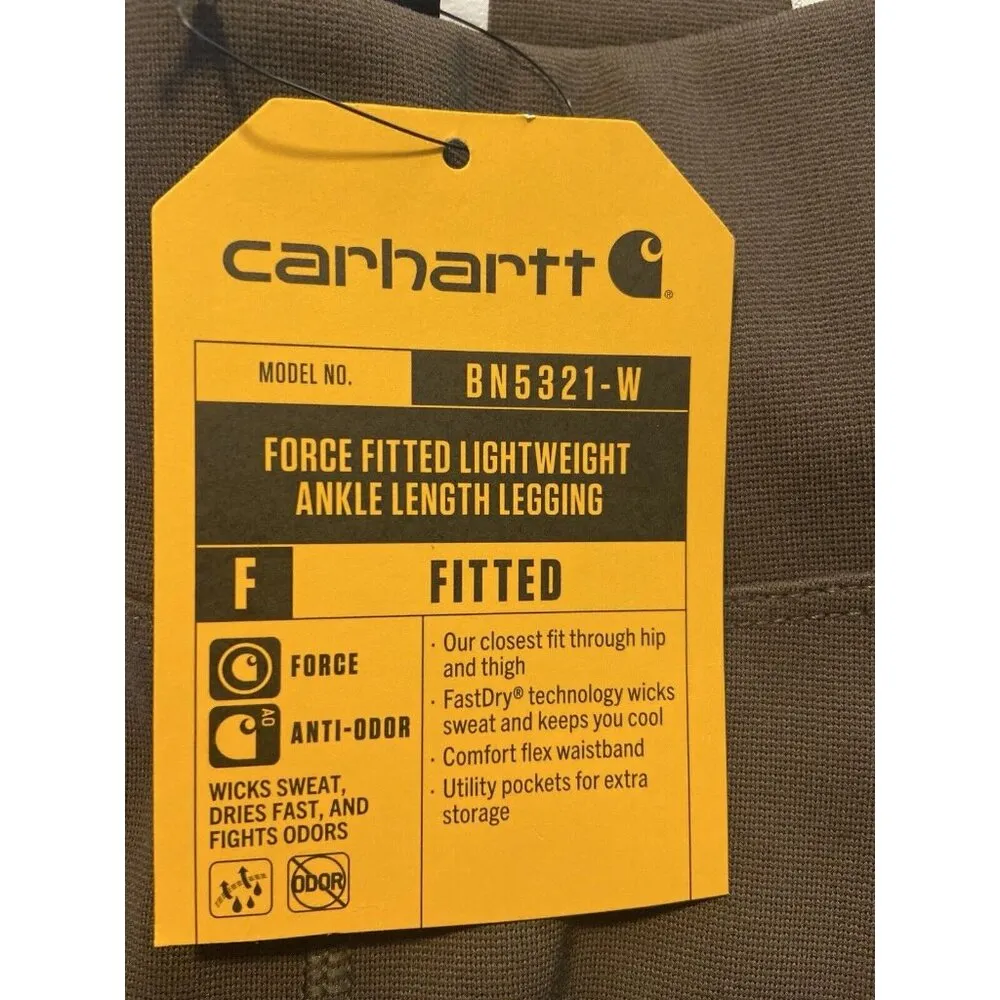 carhartt
MODEL NO.
BN5321-W
FORCE FITTED LIGHTWEIGHT
ANKLE LENGTH LEGGING
F
FITTED
FORCE
AO
ANTI-ODOR
WICKS SWEAT,
DRIES FAST, AND
FIGHTS ODORS
ODOR
· Our closest fit through hip
and thigh
· FastDry® technology wicks
sweat and keeps you cool
· Comfort flex waistband
· Utility pockets for extra
storage